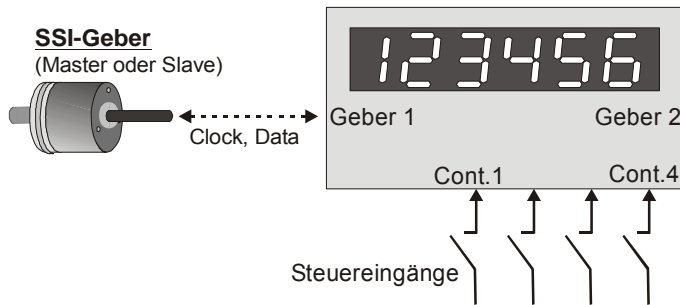 SSI-Geber
(Master oder Slave)
123456
Geber 1
Geber 2
Clock, Data
Cont.1
Cont.4
Steuereingänge